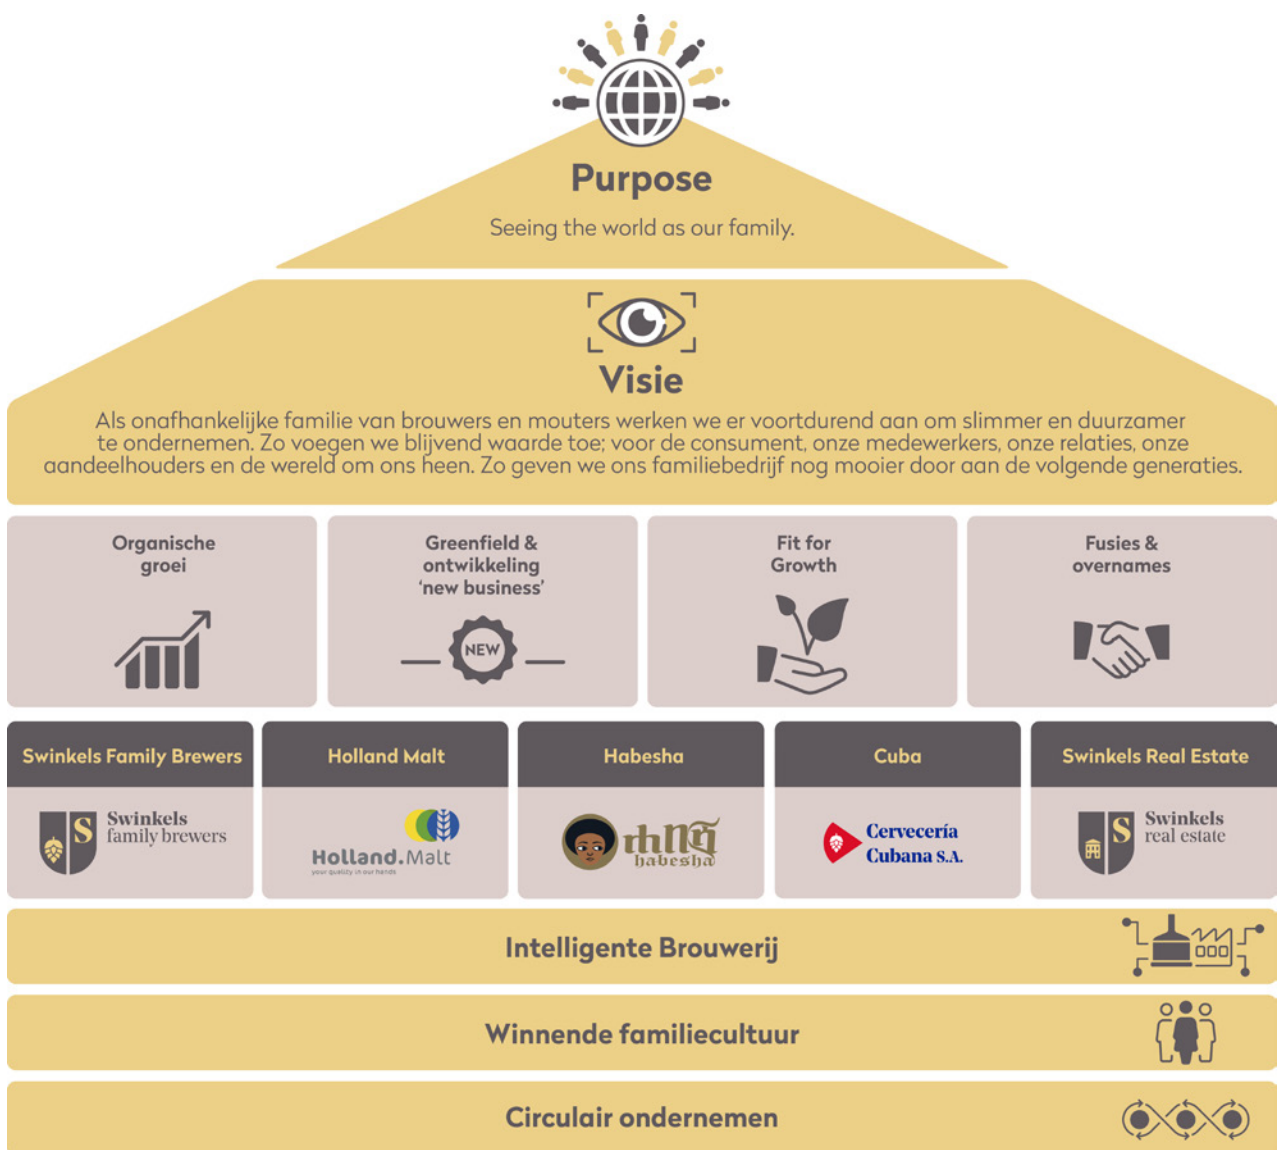 Purpose
Seeing the world as our family.
Visie
Als onafhankelijke familie van brouwers en mouters werken we er voortdurend aan om slimmer en duurzamer
te ondernemen. Zo voegen we blijvend waarde toe; voor de consument, onze medewerkers, onze relaties, onze
aandeelhouders en de wereld om ons heen. Zo geven we ons familiebedrijf nog mooier door aan de volgende generaties.
Organische
groei
Greenfield &
ontwikkeling
'new business'
NEW
Fit for
Growth
Fusies &
overnames
Swinkels Family Brewers
S
Swinkels
family brewers
Holland Malt
Holland.Malt
your quality in our hands
Habesha
habesha
Cuba
Cervecería
Cubana S.A.
Swinkels Real Estate
S
Swinkels
real estate
Intelligente Brouwerij
Winnende familiecultuur
Circulair ondernemen